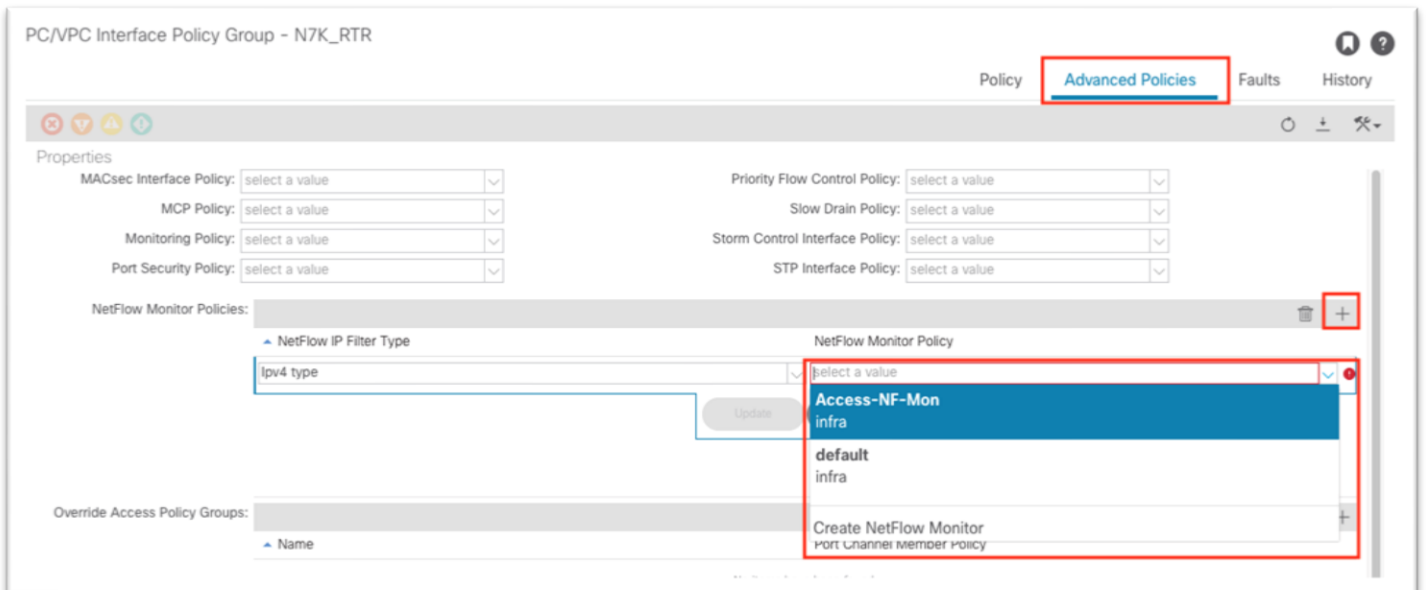 PC/VPC Interface Policy Group - N7K_RTR
Policy Advanced Policies Faults History
Properties
MACsec Interface Policy: select a value Priority Flow Control Policy: select a value
MCP Policy: select a value Slow Drain Policy: select a value
Monitoring Policy: select a value Storm Control Interface Policy: select a value
Port Security Policy: select a value STP Interface Policy: select a value
NetFlow Monitor Policies:
NetFlow IP Filter Type NetFlow Monitor Policy
Ipv4 type select a value
Update
Access-NF-Mon
infra
default
infra
Create NetFlow Monitor
Override Access Policy Groups:
Name Port Channel Member Policy